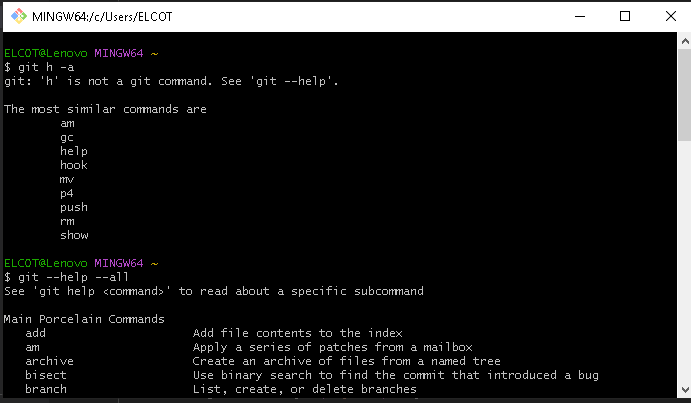 MINGW64:/c/Users/ELCOT
ELCOT@Lenovo MINGW64 ~
$ git h -a
git: 'h' is not a git command. See 'git --help'.
The most similar commands are
am
gc
help
hook
mv
p4
push
rm
show
ELCOT@Lenovo MINGW64 ~
$ git --help --all
See 'git help <command>' to read about a specific subcommand
Main Porcelain Commands
add Add file contents to the index
am Apply a series of patches from a mailbox
archive Create an archive of files from a named tree
bisect Use binary search to find the commit that introduced a bug
branch List, create, or delete branches